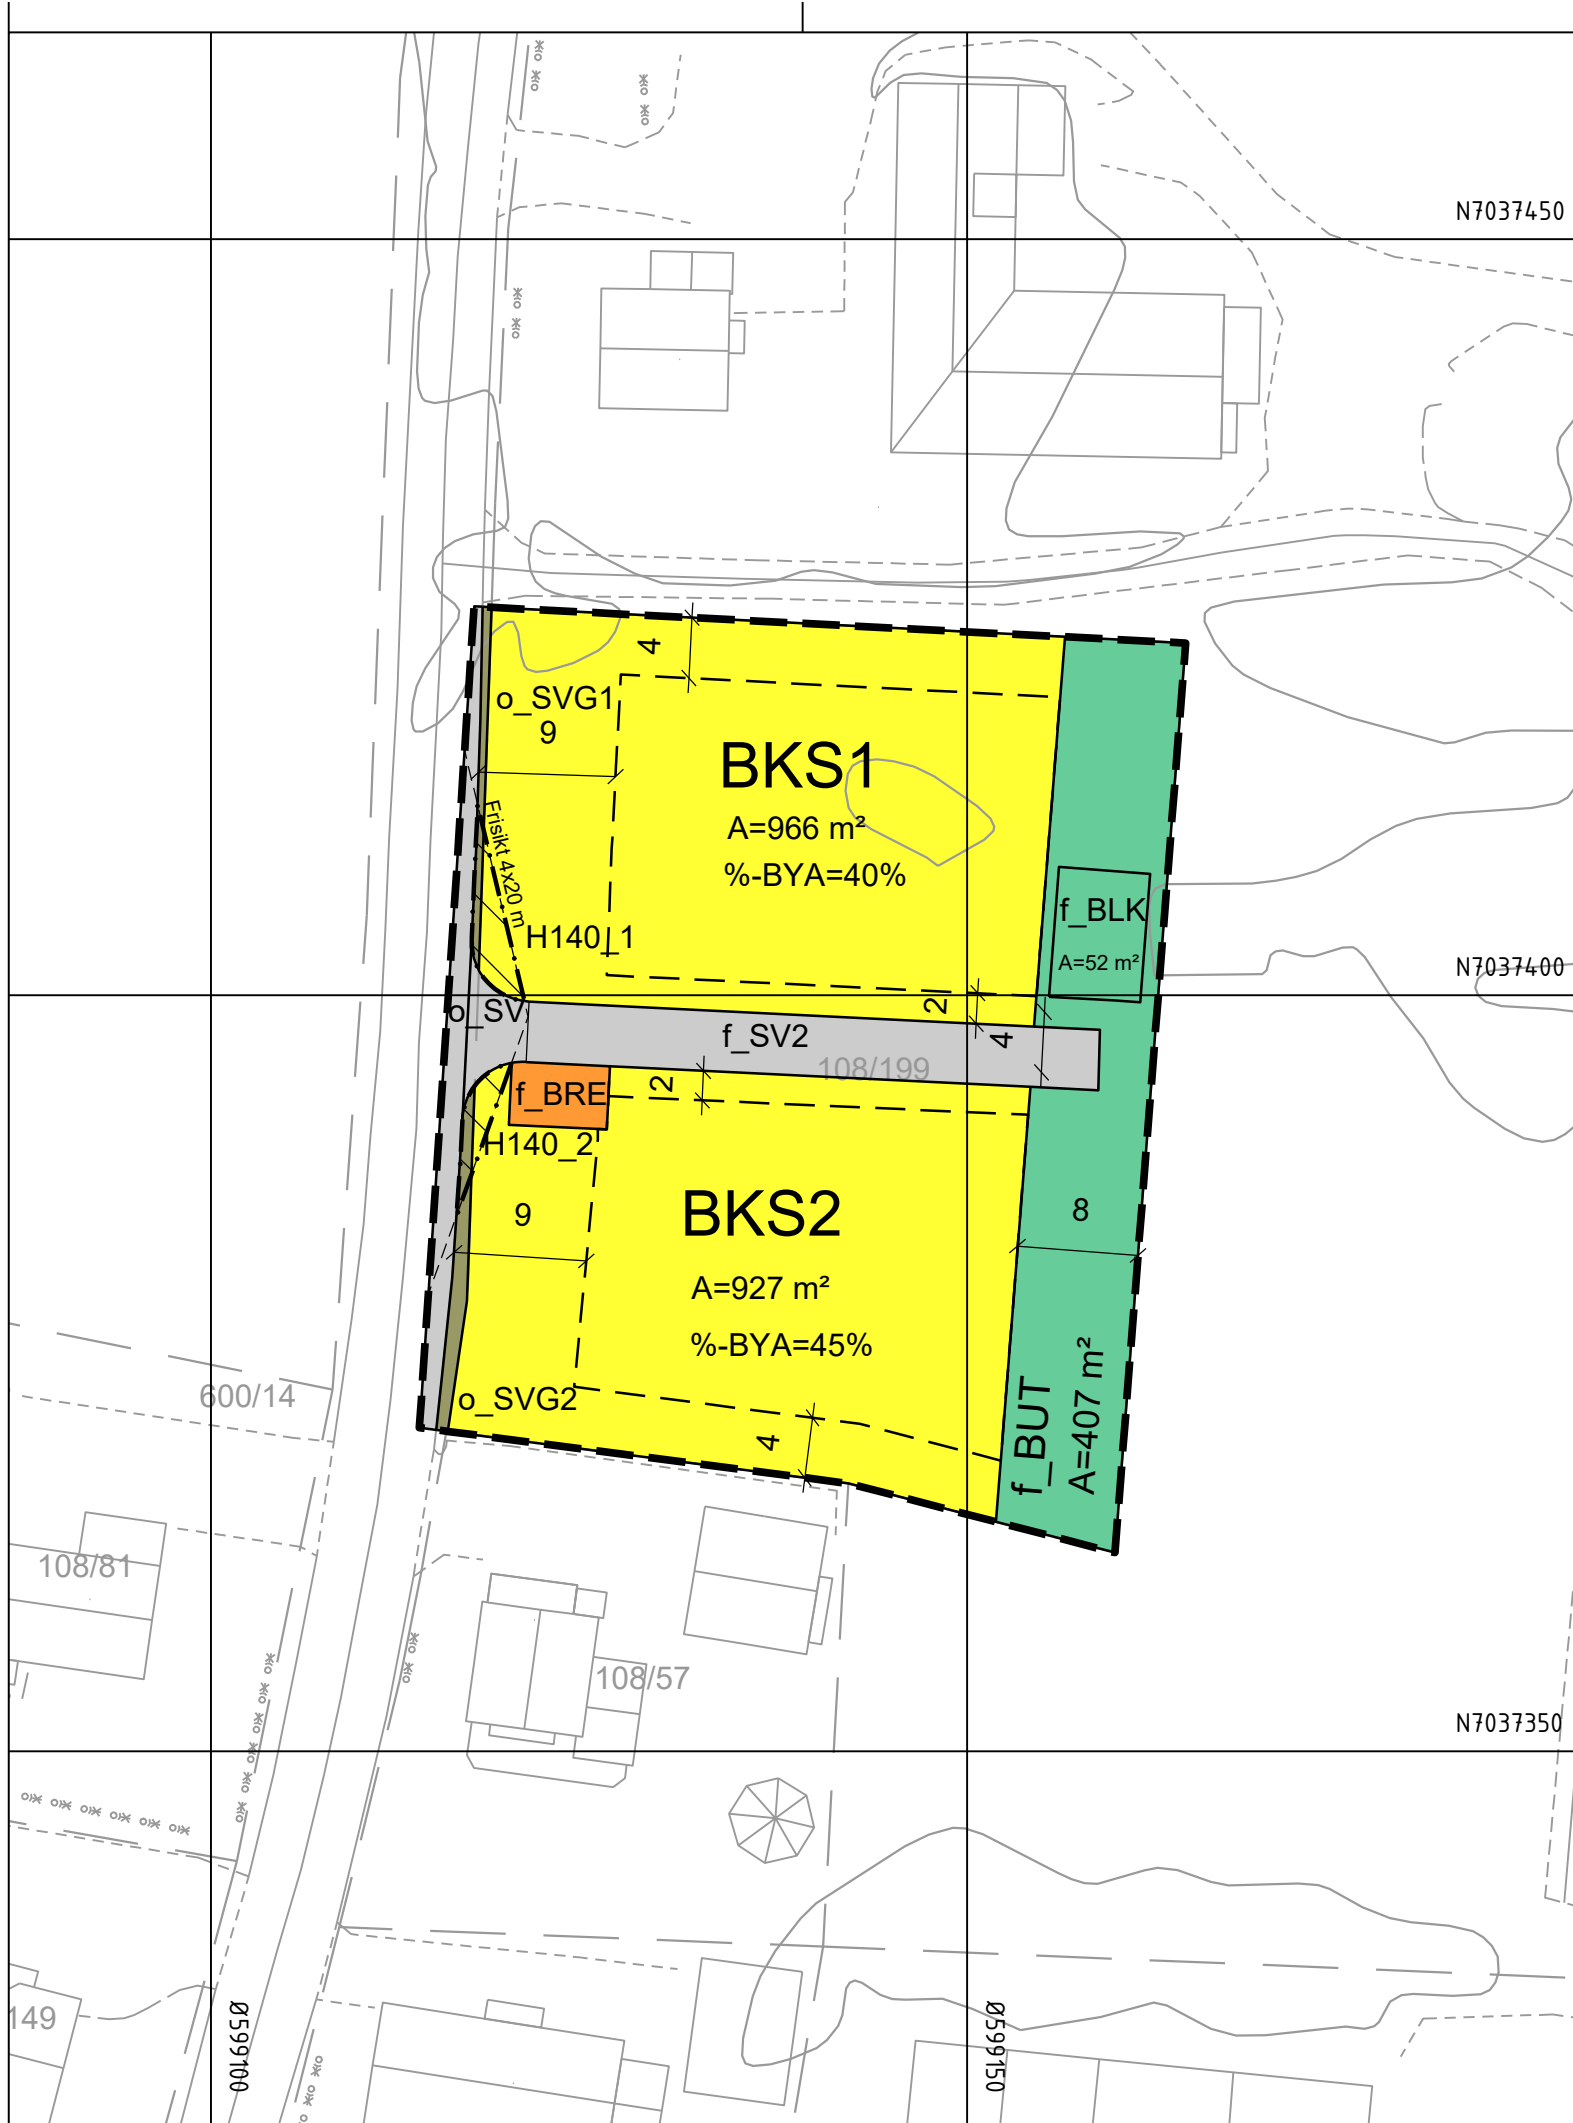 N7037450
4
o_SVG1
9
BKS1
A=966 m²
%-BYA=40%
Frisikt 4x20 m
H140_1
f_BLK
A=52 m²
N7037400
2
o_SV
f_SV2
4
108/199
2
f_BRE
H140_2
9
BKS2
8
A=927 m²
%-BYA=45%
f_BUT
A=407 m²
600/14
o_SVG2
4
108/81
108/57
N7037350
149
Ø599100
Ø599150